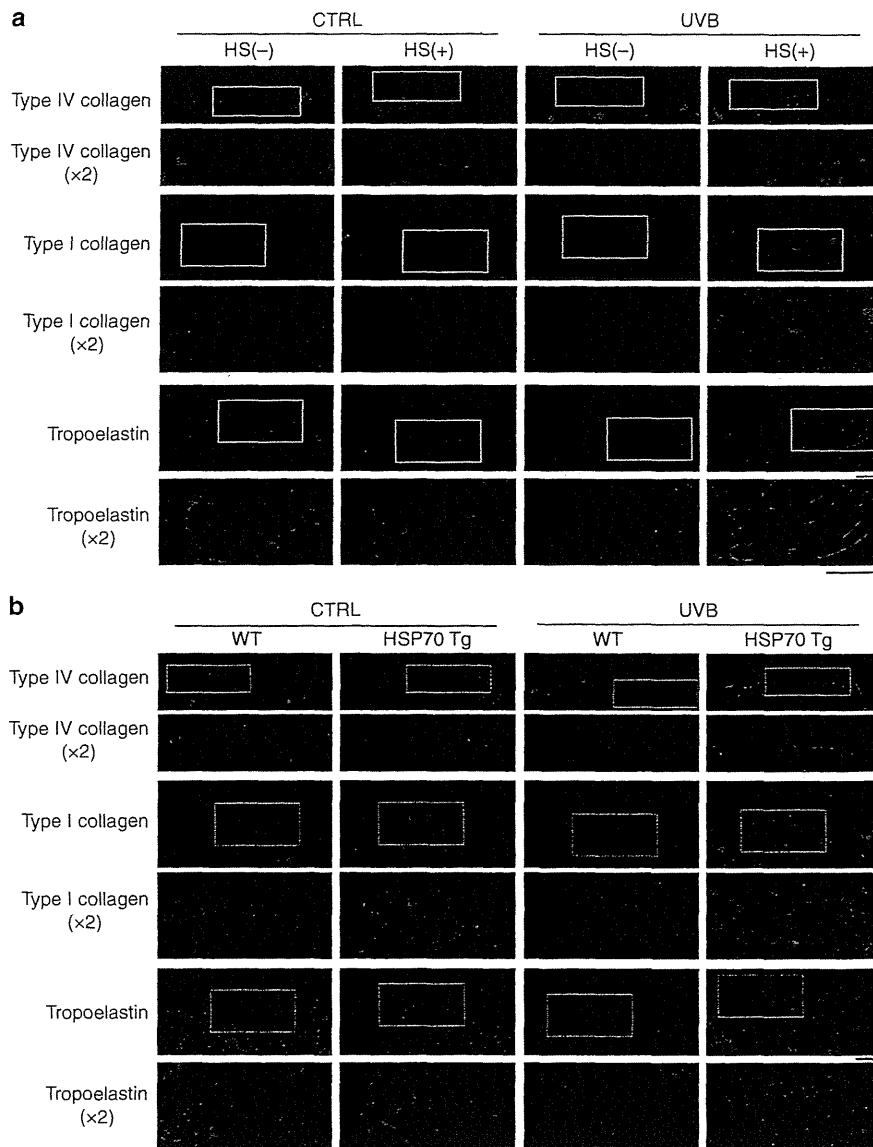 a
CTRL UVB
HS(–) HS(+) HS(–) HS(+)
Type IV collagen
Type IV collagen
(×2)
Type I collagen
Type I collagen
(×2)
Tropoelastin
Tropoelastin
(×2)
b
CTRL UVB
WT HSP70 Tg WT HSP70 Tg
Type IV collagen
Type IV collagen
(×2)
Type I collagen
Type I collagen
(×2)
Tropoelastin
Tropoelastin
(×2)